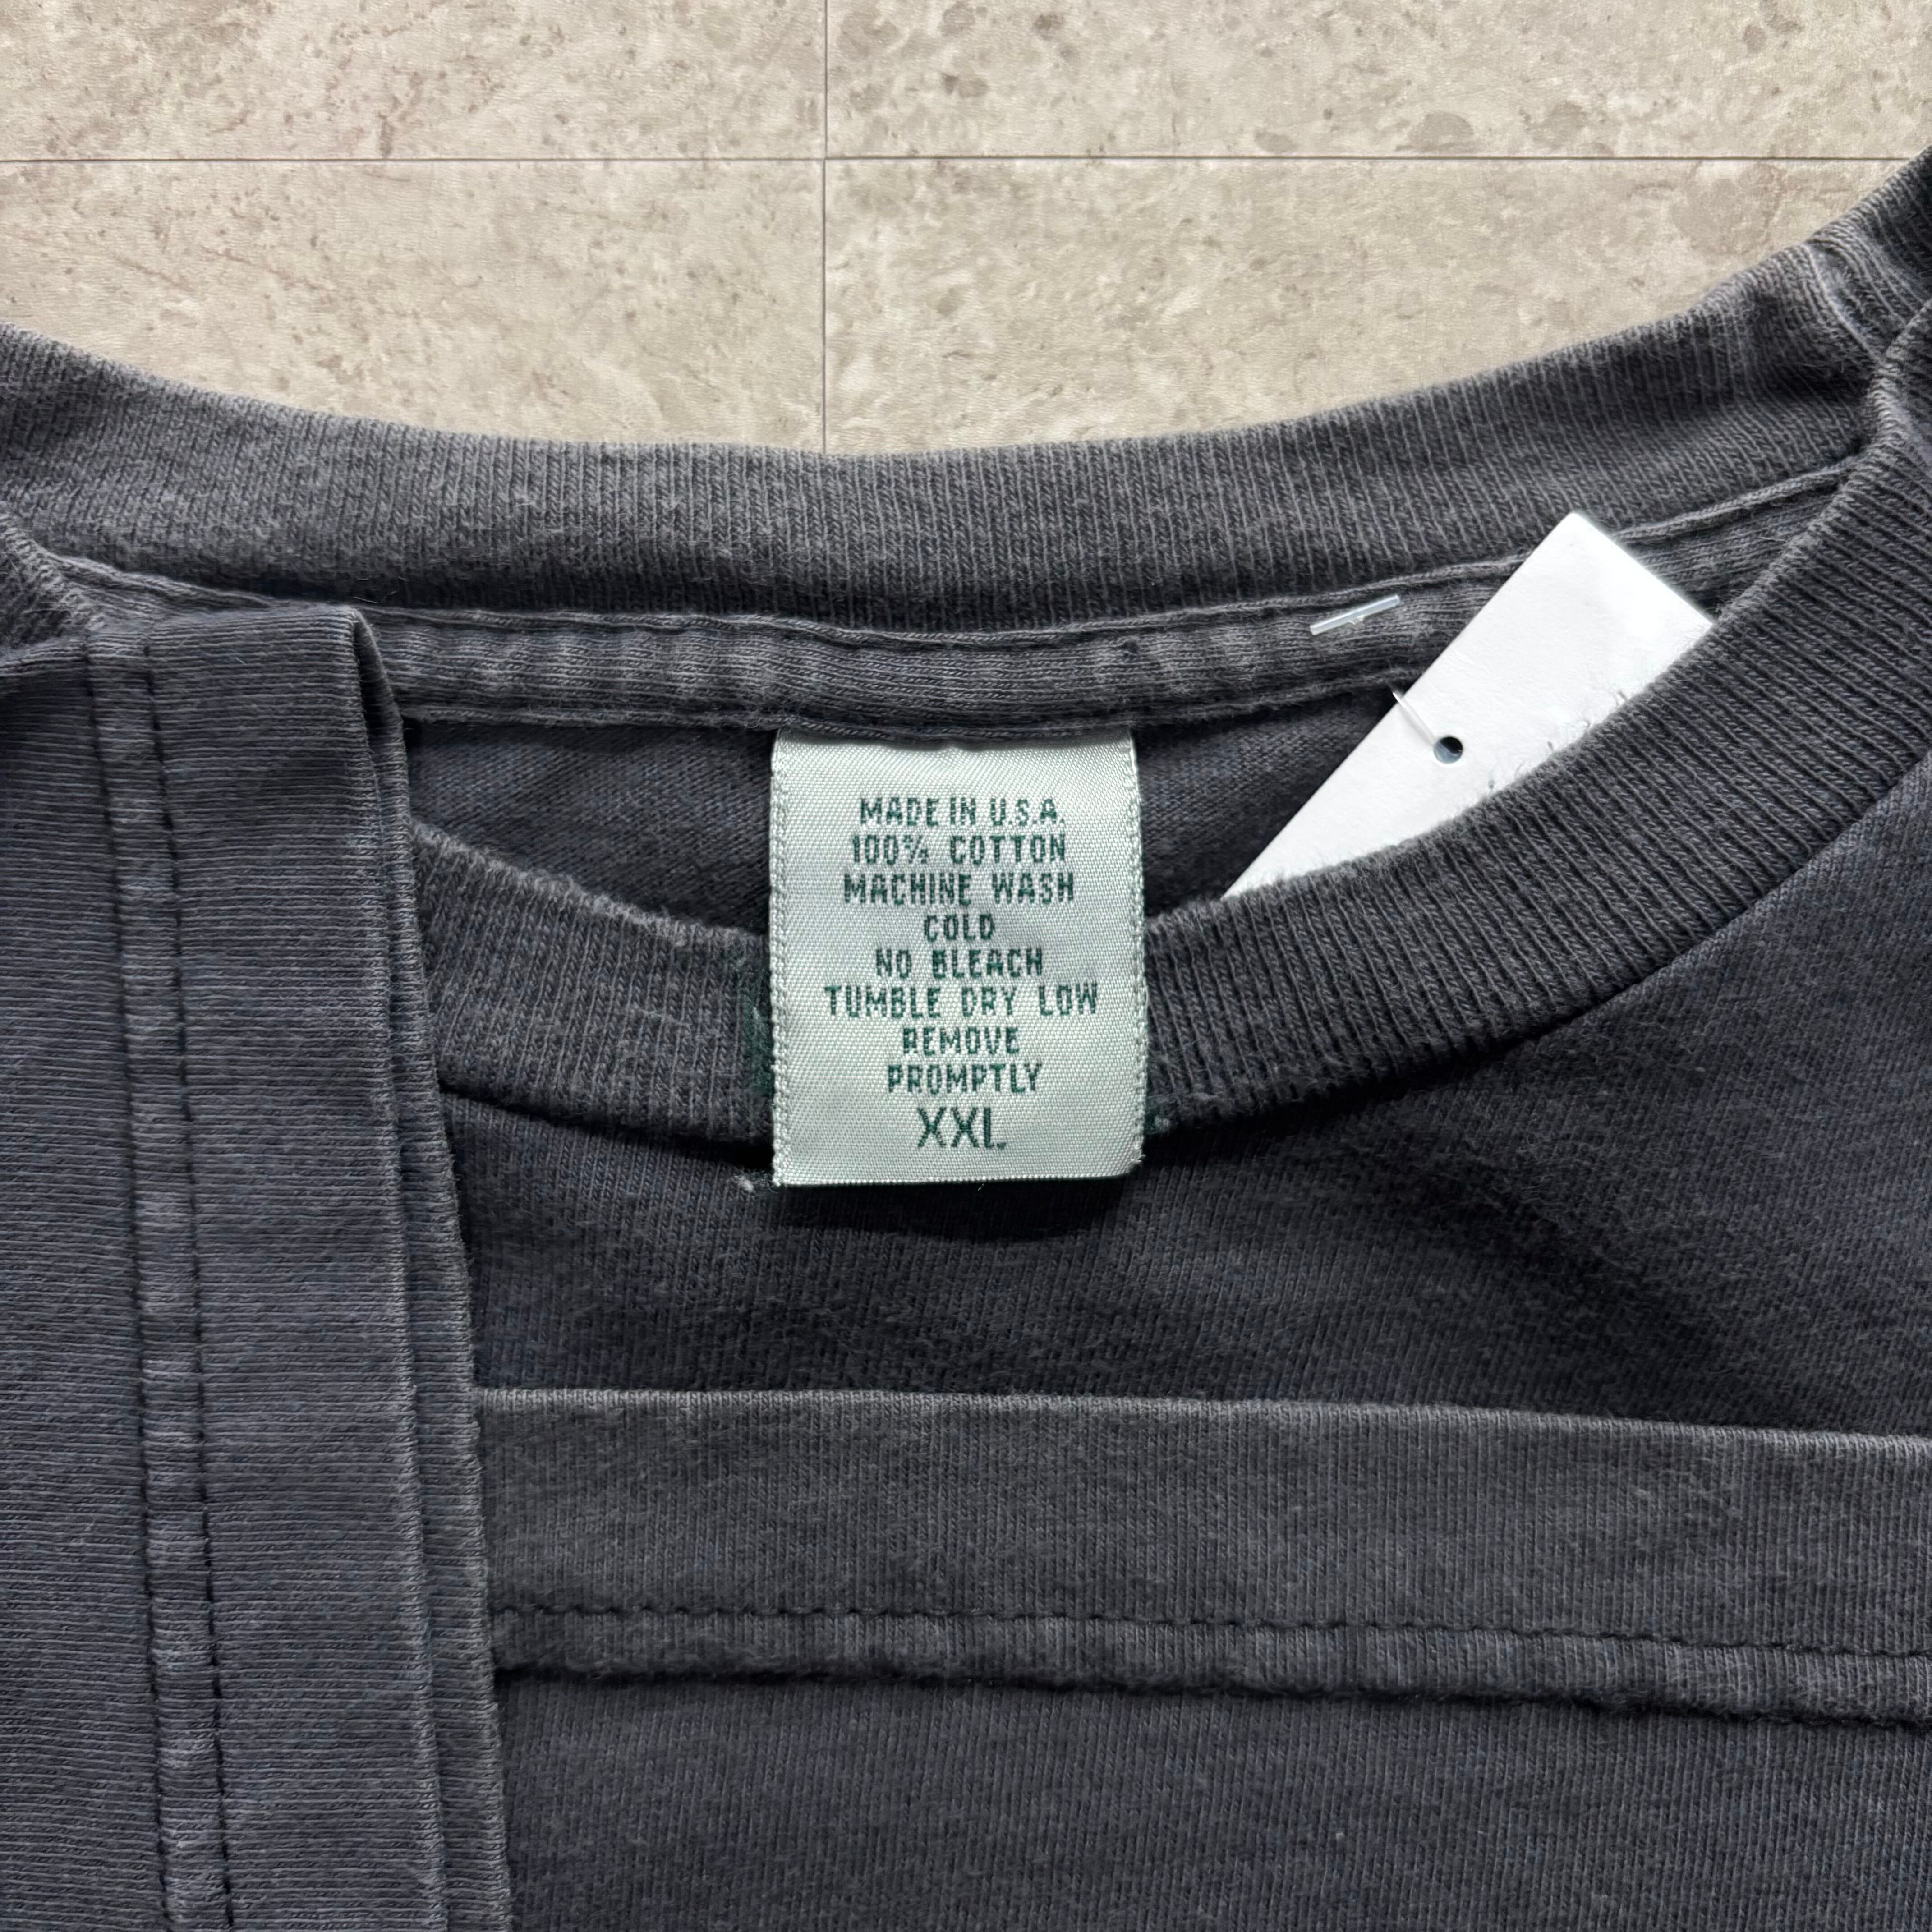 MADE IN U.S.A.
100% COTTON
MACHINE WASH
COLD
NO BLEACH
TUMBLE DRY LOW
REMOVE
PROMPTLY
XXL